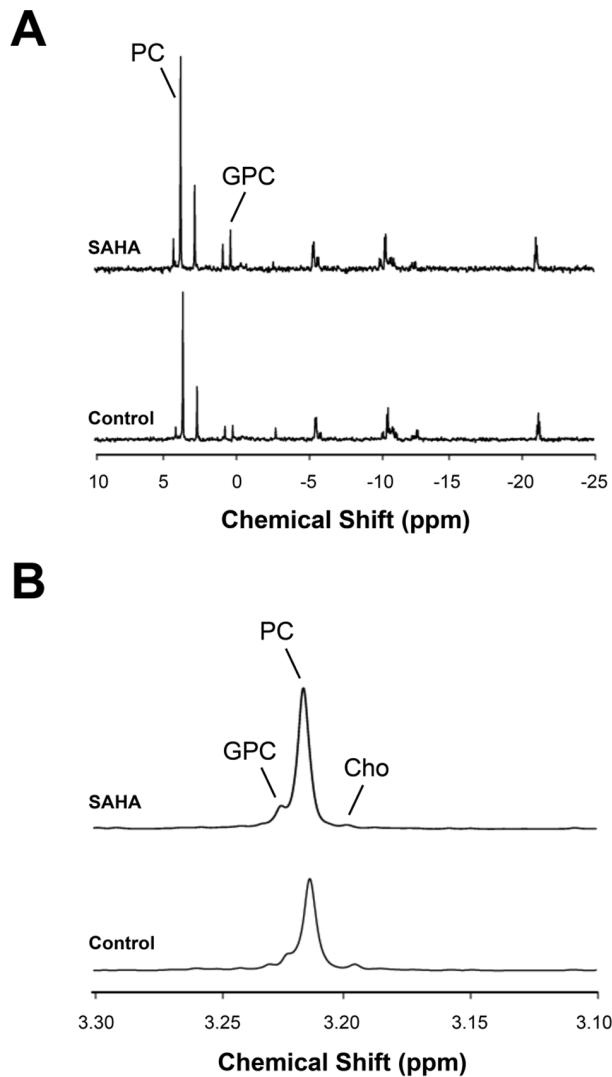 A
PC
GPC
SAHA
Control
10 5 0 -5 -10 -15 -20 -25
Chemical Shift (ppm)
B
PC
GPC
Cho
SAHA
Control
3.30 3.25 3.20 3.15 3.10
Chemical Shift (ppm)